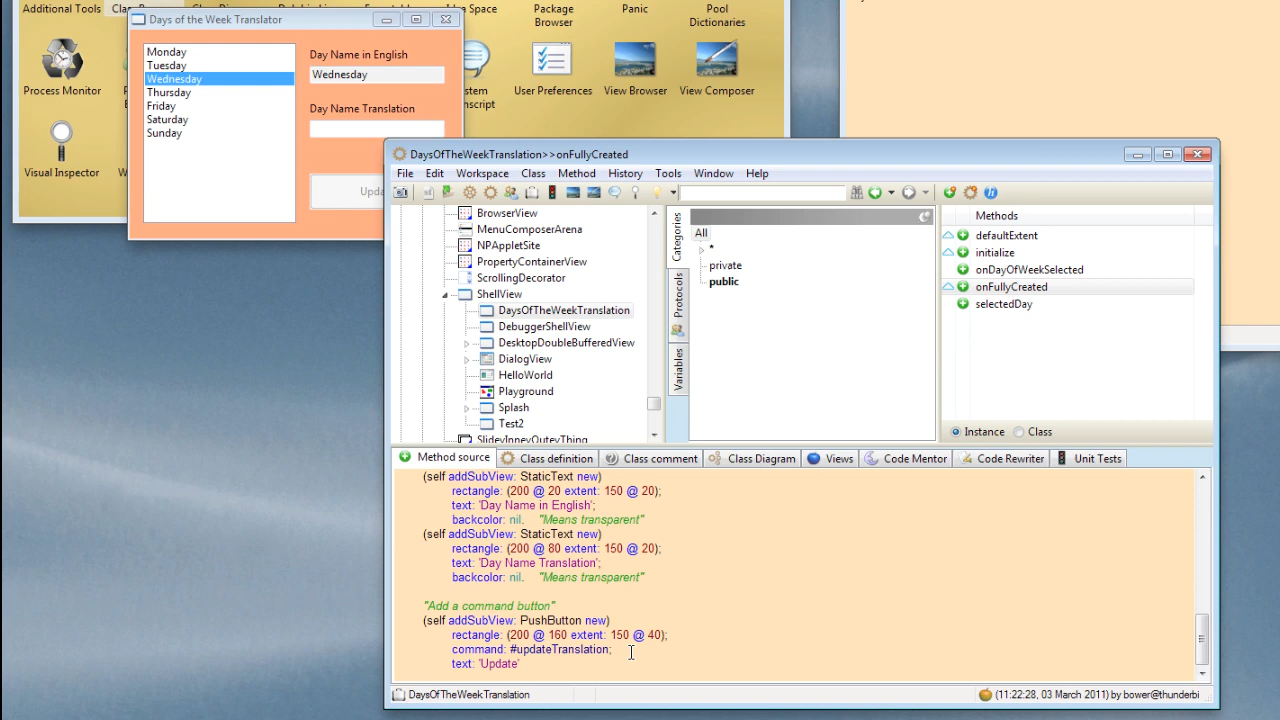 Additional Tools
Package
Browser
Panic
Pool
Dictionaries
Days of the Week Translator
Process Monitor
User Preferences
View Browser
View Composer
Visual Inspector
Monday
Tuesday
Wednesday
Thursday
Friday
Saturday
Sunday
Day Name in English
Wednesday
Day Name Translation
DaysOfTheWeekTranslation>>onFullyCreated
File Edit Workspace Class Method History Tools Window Help
BrowserView
MenuComposerArena
NPAppletSite
PropertyContainerView
ScrollingDecorator
ShellView
DaysOfTheWeekTranslation
DebuggerShellView
DesktopDoubleBufferedView
DialogView
HelloWorld
Playground
Splash
Test2
SlideyInneyOuteyThing
Categories
Protocols
Variables
All
*
private
public
Methods
defaultExtent
initialize
onDayOfWeekSelected
onFullyCreated
selectedDay
Instance Class
Method source Class definition Class comment Class Diagram Views Code Mentor Code Rewriter Unit Tests
(self addSubView: StaticText new)
rectangle: (200 @ 20 extent: 150 @ 20);
text: 'Day Name in English';
backcolor: nil. "Means transparent"
(self addSubView: StaticText new)
rectangle: (200 @ 80 extent: 150 @ 20);
text: 'Day Name Translation';
backcolor: nil. "Means transparent"
"Add a command button"
(self addSubView: PushButton new)
rectangle: (200 @ 160 extent: 150 @ 40);
command: #updateTranslation;
text: 'Update'
DaysOfTheWeekTranslation
(11:22:28, 03 March 2011) by bower@thunderbi